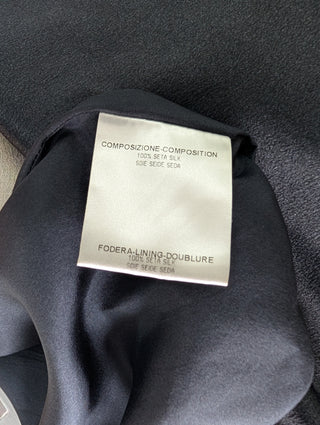 COMPOSIZIONE-COMPOSITION
100% SETA SILK
SOIE SEIDE SEDA
FODERA-LINING-DOUBLURE
100% SETA SILK
SOIE SEIDE SEDA